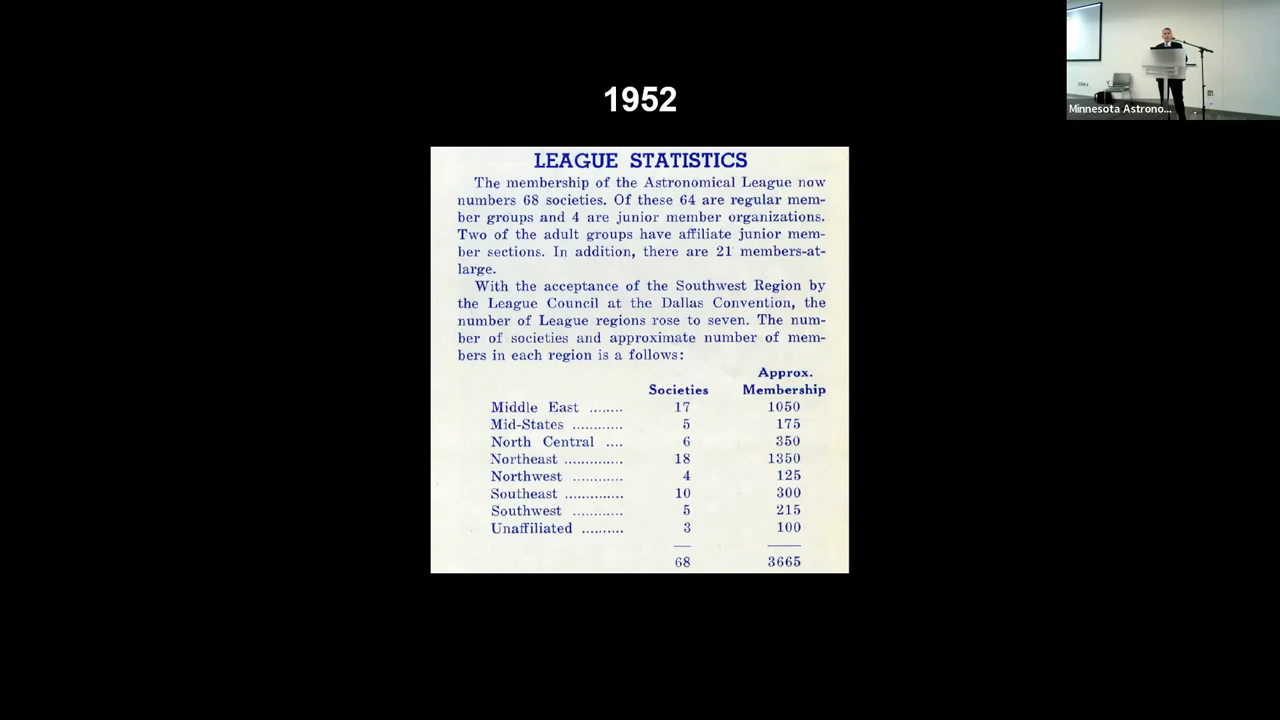 1952
Minnesota Astrono...
LEAGUE STATISTICS
The membership of the Astronomical League now
numbers 68 societies. Of these 64 are regular mem-
ber groups and 4 are junior member organizations.
Two of the adult groups have affiliate junior mem-
ber sections. In addition, there are 21 members-at-
large.
With the acceptance of the Southwest Region by
the League Council at the Dallas Convention, the
number of League regions rose to seven. The num-
ber of societies and approximate number of mem-
bers in each region is a follows:
Approx.
Societies Membership
Middle East ........ 17 1050
Mid-States ............ 5 175
North Central .... 6 350
Northeast .............. 18 1350
Northwest ............ 4 125
Southeast .............. 10 300
Southwest ............ 5 215
Unaffiliated .......... 3 100
68 3665